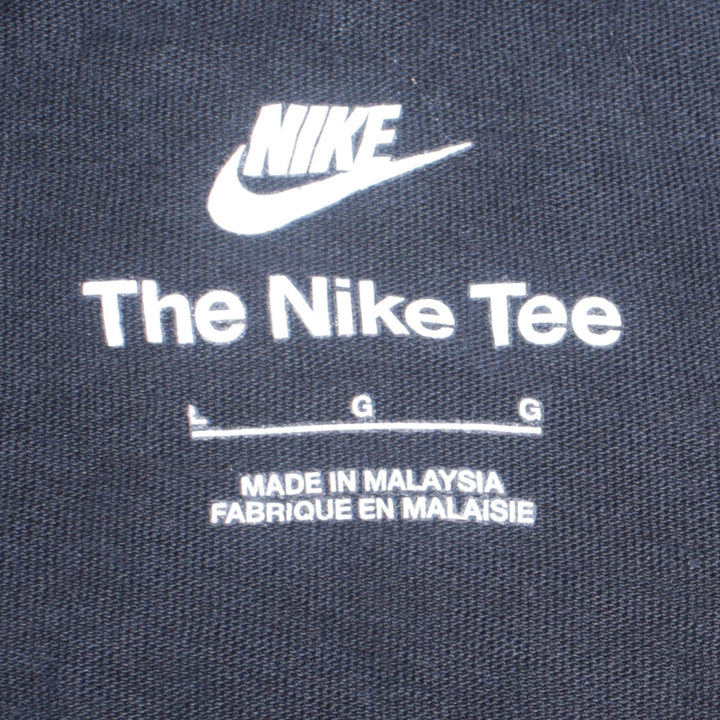 NIKE
The Nike Tee
L G G
MADE IN MALAYSIA
FABRIQUE EN MALAISIE